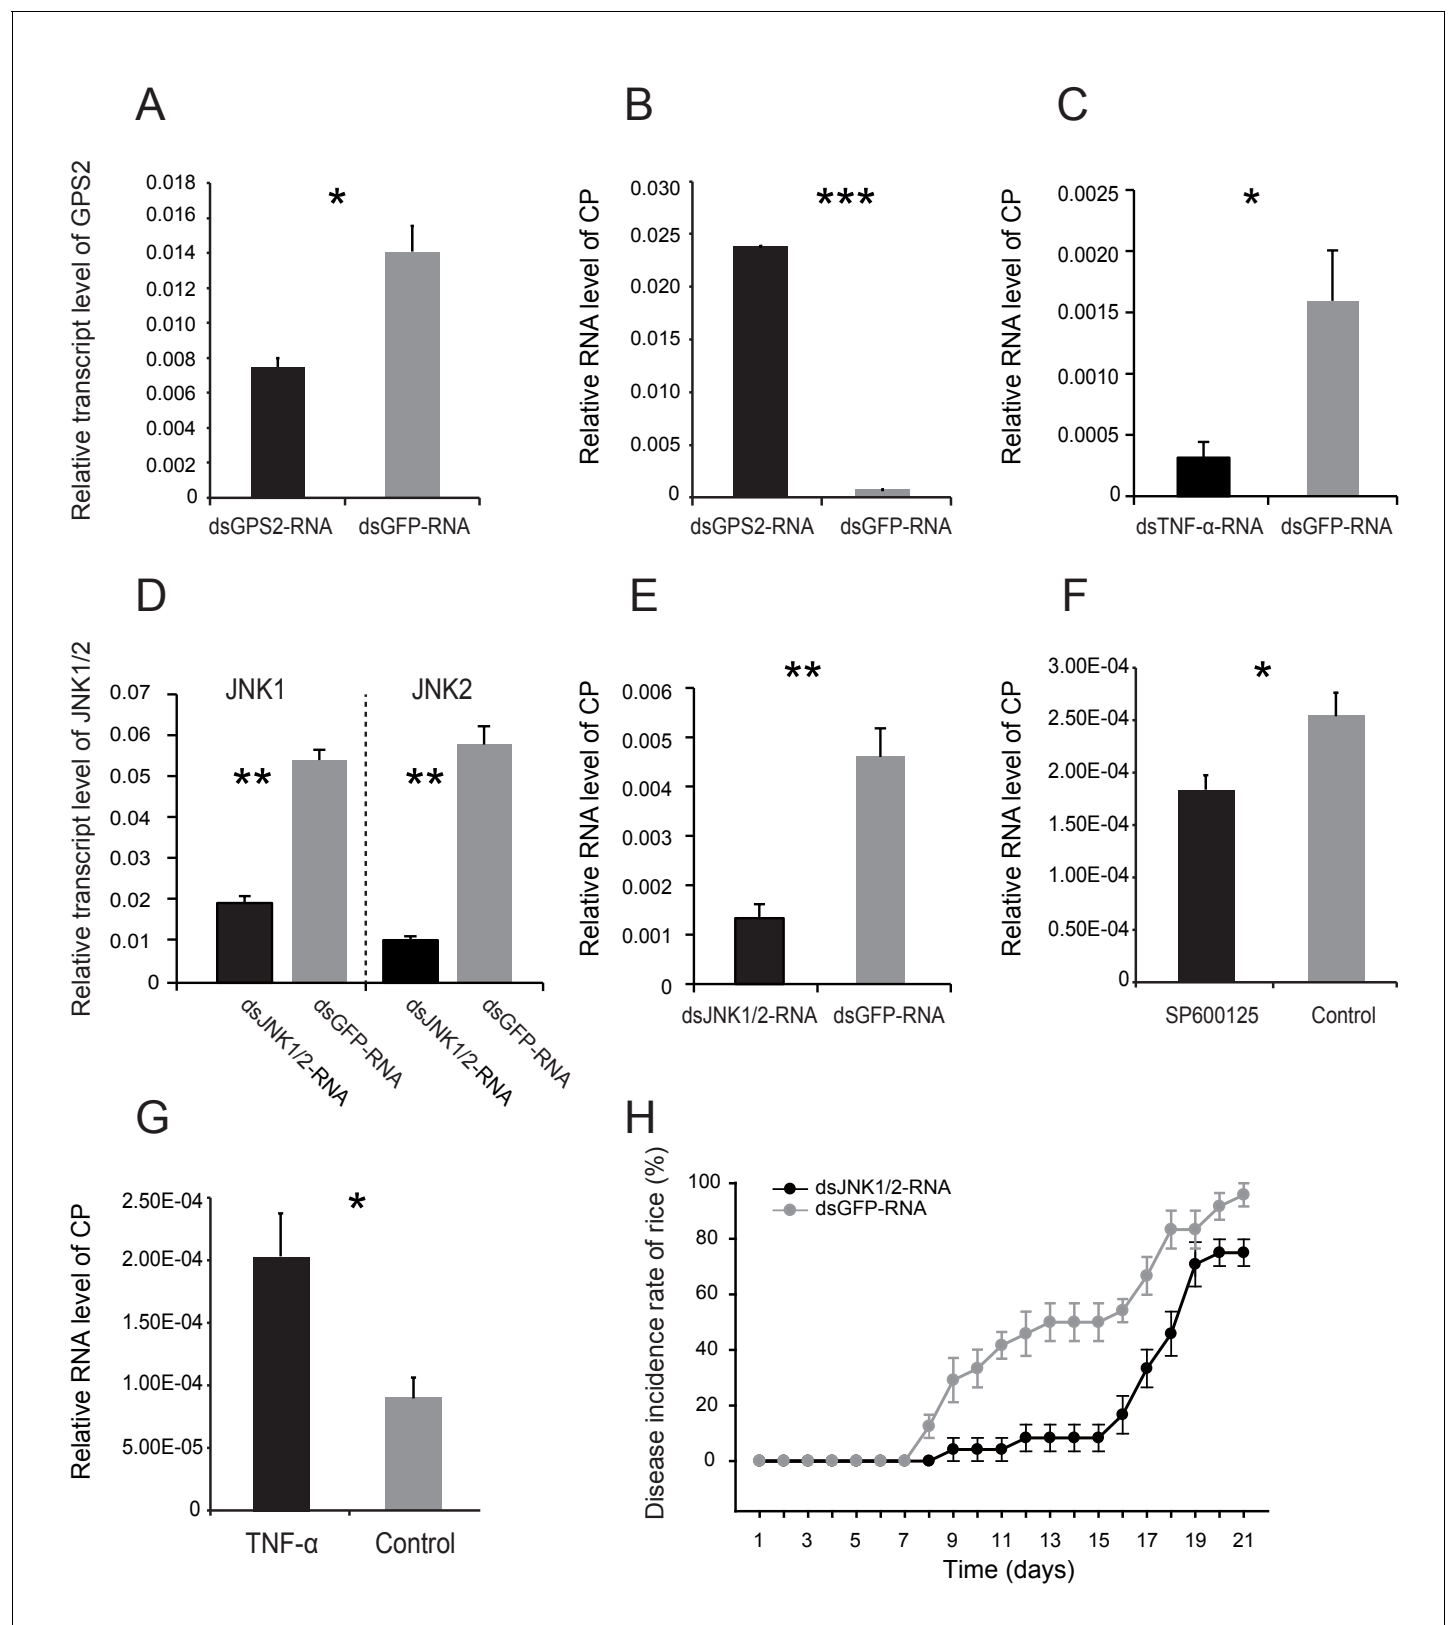 A
Relative transcript level of GPS2
0.018
0.016
0.014
0.012
0.010
0.008
0.006
0.004
0.002
0
*
dsGPS2-RNA dsGFP-RNA
B
Relative RNA level of CP
0.030
0.025
0.020
0.015
0.010
0.005
0
***
dsGPS2-RNA dsGFP-RNA
C
Relative RNA level of CP
0.0025
0.0020
0.0015
0.0010
0.0005
0
*
dsTNF-α-RNA dsGFP-RNA
D
Relative transcript level of JNK1/2
0.07
0.06
0.05
0.04
0.03
0.02
0.01
0
JNK1 JNK2
** **
dsJNK1/2-RNA
dsGFP-RNA
dsJNK1/2-RNA
dsGFP-RNA
E
Relative RNA level of CP
0.006
0.005
0.004
0.003
0.002
0.001
0
**
dsJNK1/2-RNA dsGFP-RNA
F
Relative RNA level of CP
3.00E-04
2.50E-04
2.00E-04
1.50E-04
1.00E-04
0.50E-04
0
*
SP600125 Control
G
Relative RNA level of CP
2.50E-04
2.00E-04
1.50E-04
1.00E-04
5.00E-05
0
*
TNF-α Control
H
Disease incidence rate of rice (%)
100
80
60
40
20
0
dsJNK1/2-RNA
dsGFP-RNA
1 3 5 7 9 11 13 15 17 19 21
Time (days)